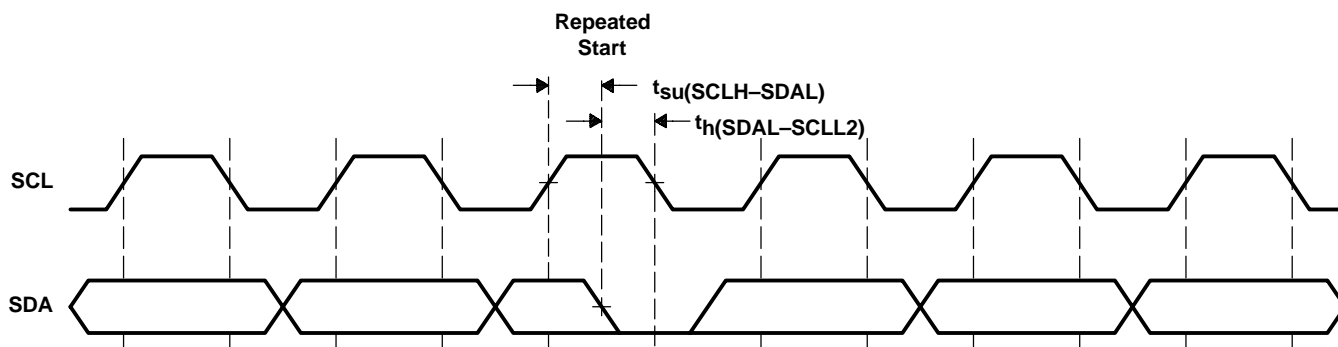 Repeated
Start
tsu(SCLH–SDAL)
th(SDAL–SCLL2)
SCL
SDA